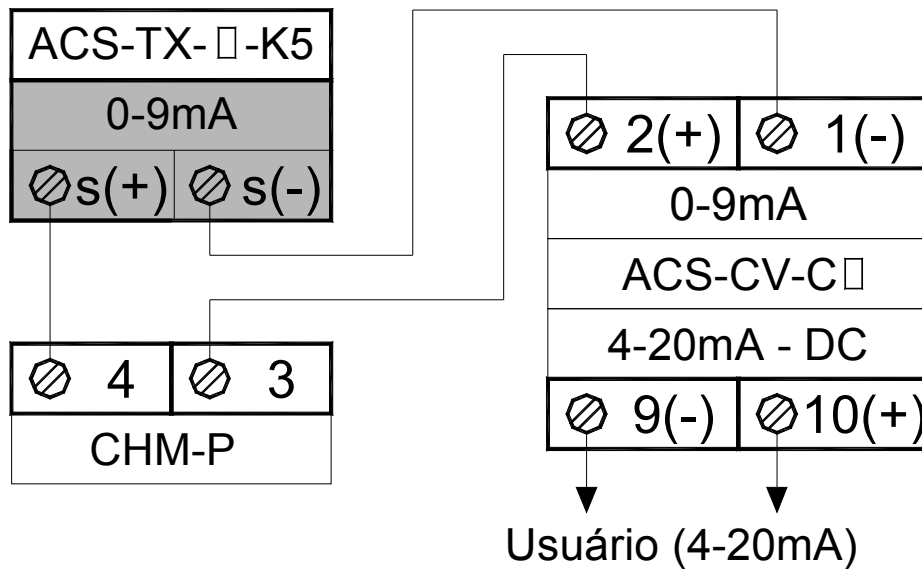 ACS-TX-▯-K5
0-9mA
s(+) s(-)
4 3
CHM-P
2(+) 1(-)
0-9mA
ACS-CV-C▯
4-20mA - DC
9(-) 10(+)
Usuário (4-20mA)